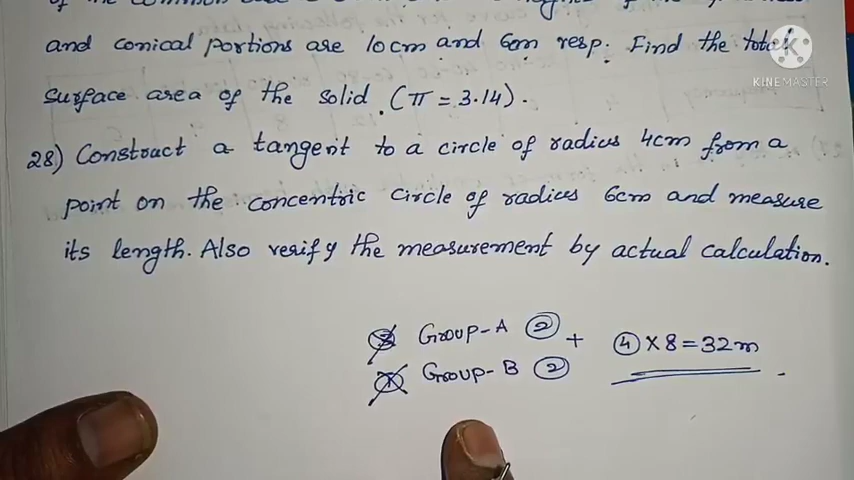 and conical portions are 10cm and 6cm resp. Find the total
surface area of the solid. (π = 3.14).
28) Construct a tangent to a circle of radius 4cm from a
point on the concentric circle of radius 6cm and measure
its length. Also verify the measurement by actual calculation.
Group-A ② + ④ × 8 = 32m
Group-B ②
KINEMASTER